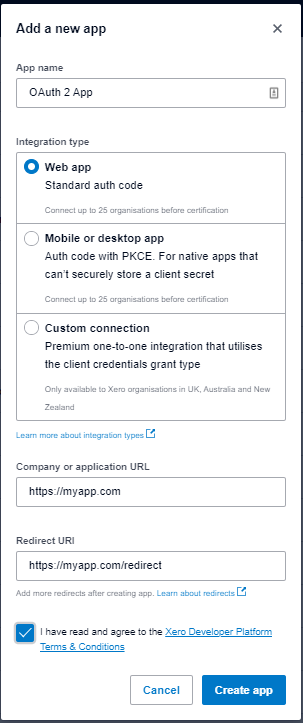 Add a new app
App name
OAuth 2 App
Integration type
Web app
Standard auth code
Connect up to 25 organisations before certification
Mobile or desktop app
Auth code with PKCE. For native apps that
can't securely store a client secret
Connect up to 25 organisations before certification
Custom connection
Premium one-to-one integration that utilises
the client credentials grant type
Only available to Xero organisations in UK, Australia and New
Zealand
Learn more about integration types
Company or application URL
https://myapp.com
Redirect URI
https://myapp.com/redirect
Add more redirects after creating app. Learn about redirects
I have read and agree to the Xero Developer Platform
Terms & Conditions
Cancel Create app